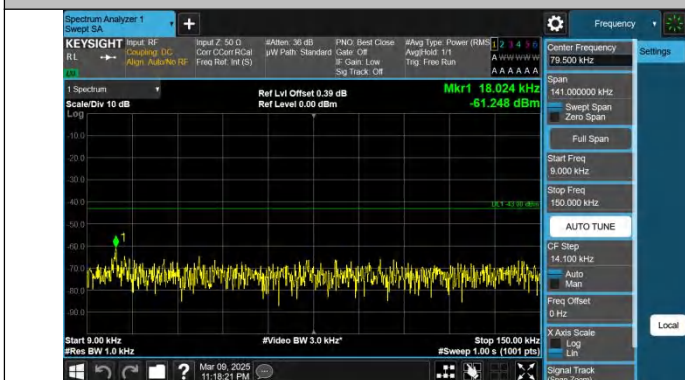 Spectrum Analyzer 1
Swept SA
Frequency
KEYSIGHT
RL
Input: RF
Coupling: DC
Align: Auto/No RF
Input Z: 50 Ω
Corr CCorr RCal
Freq Ref: Int (S)
#Atten: 36 dB
µW Path: Standard
PNO: Best Close
Gate: Off
IF Gain: Low
Sig Track: Off
#Avg Type: Power (RMS
Avg|Hold: 1/1
Trig: Free Run
1 2 3 4 5 6
A W W W W W
A A A A A A
1 Spectrum
Scale/Div 10 dB
Log
Ref Lvl Offset 0.39 dB
Ref Level 0.00 dBm
Mkr1 18.024 kHz
-61.248 dBm
-10.0
-20.0
-30.0
-40.0
-50.0
-60.0
-70.0
-80.0
-90.0
DL1 -43.00 dBm
1
Start 9.00 kHz
#Res BW 1.0 kHz
#Video BW 3.0 kHz*
Stop 150.00 kHz
#Sweep 1.00 s (1001 pts)
Mar 09, 2025
11:18:21 PM
Center Frequency
79.500 kHz
Span
141.000000 kHz
Swept Span
Zero Span
Full Span
Start Freq
9.000 kHz
Stop Freq
150.000 kHz
AUTO TUNE
CF Step
14.100 kHz
Auto
Man
Freq Offset
0 Hz
X Axis Scale
Log
Lin
Signal Track
(Span Zoom)
Settings
Local